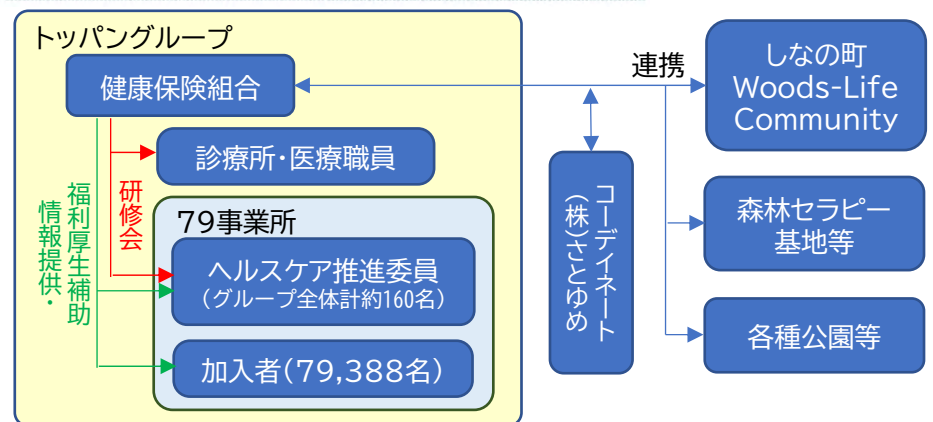 トッパングループ
健康保険組合
連携
しなの町
Woods-Life
Community
診療所・医療職員
研修会
福利厚生補助
情報提供・
79事業所
ヘルスケア推進委員
(グループ全体計約160名)
加入者(79,388名)
コーディネート
(株)さとゆめ
森林セラピー
基地等
各種公園等